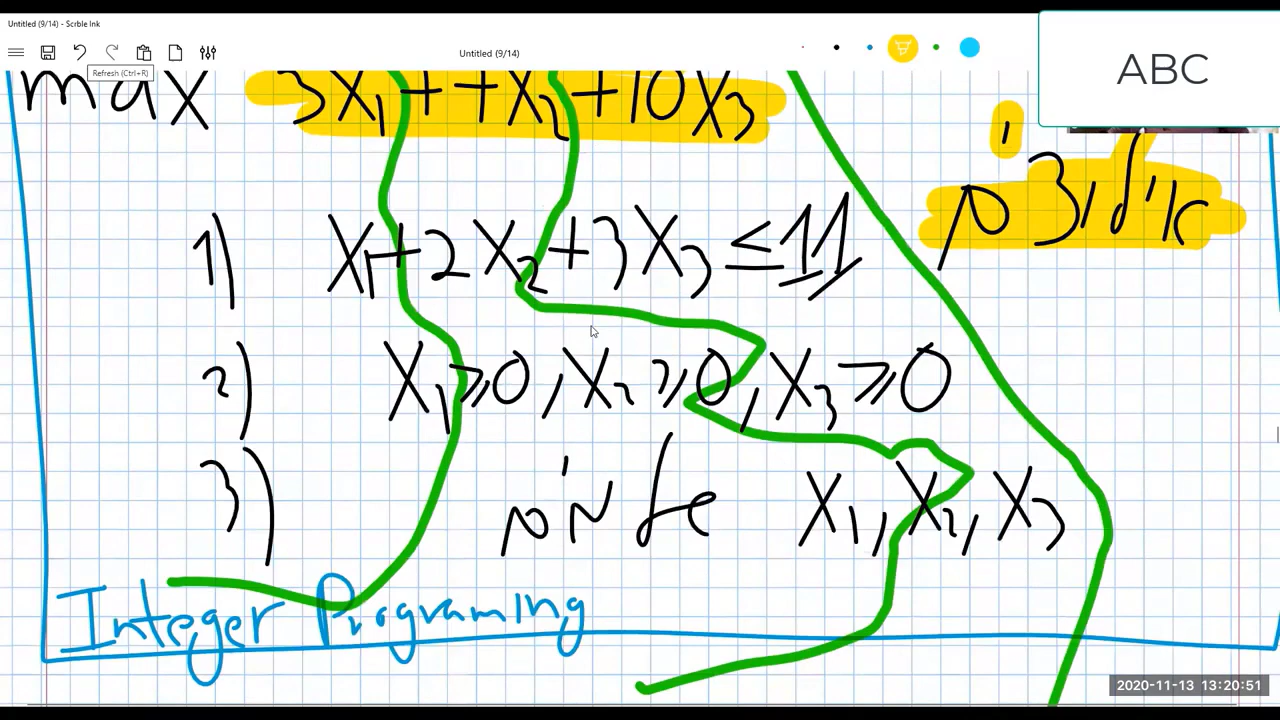 Untitled (9/14) - Scrble Ink
Untitled (9/14)
Refresh (Ctrl+R)
ABC
max 3X₁ + X₂ + 10X₃
אילוצים
1) X₁ + 2X₂ + 3X₃ ≤ 11
2) X₁ ≥ 0, X₂ ≥ 0, X₃ ≥ 0
3) שלמים X₁, X₂, X₃
Integer Programing
2020-11-13 13:20:51